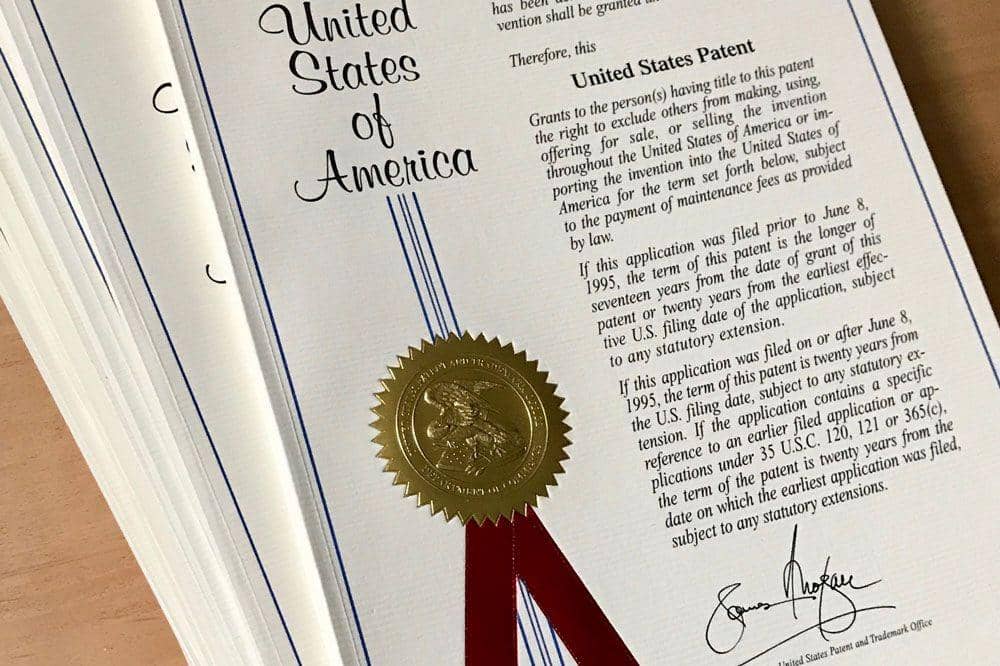 United
States
of
America
has been
vention shall be granted
Therefore, this
United States Patent
Grants to the person(s) having title to this patent
the right to exclude others from making, using,
offering for sale, or selling the invention
throughout the United States of America or im-
porting the invention into the United States of
America for the term set forth below, subject
to the payment of maintenance fees as provided
by law.
If this application was filed prior to June 8,
1995, the term of this patent is the longer of
seventeen years from the date of grant of this
patent or twenty years from the earliest effec-
tive U.S. filing date of the application, subject
to any statutory extension.
If this application was filed on or after June 8,
1995, the term of this patent is twenty years from
the U.S. filing date, subject to any statutory ex-
tension. If the application contains a specific
reference to an earlier filed application or ap-
plications under 35 U.S.C. 120, 121 or 365(c),
the term of the patent is twenty years from the
date on which the earliest application was filed,
subject to any statutory extensions.
United States Patent and Trademark Office